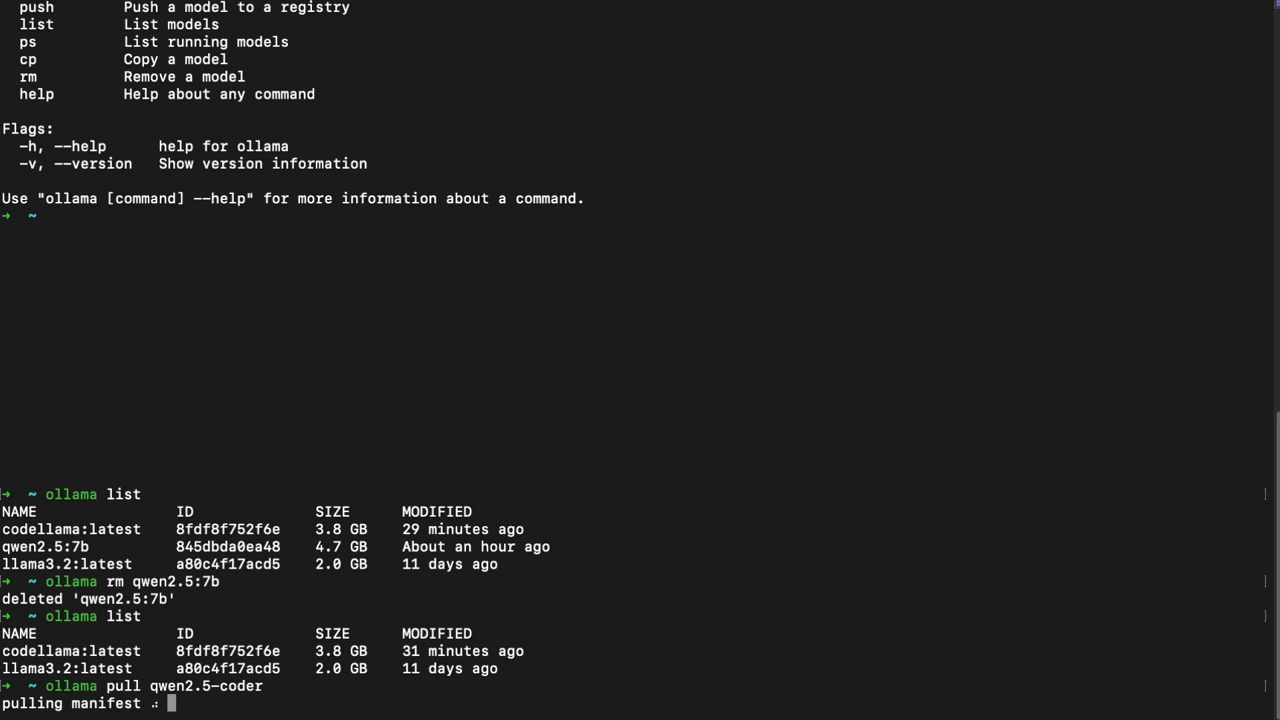 push        Push a model to a registry
list        List models
ps          List running models
cp          Copy a model
rm          Remove a model
help        Help about any command
Flags:
-h, --help      help for ollama
-v, --version   Show version information
Use "ollama [command] --help" for more information about a command.
➜  ~
➜  ~ ollama list
NAME               ID              SIZE      MODIFIED
codellama:latest    8fdf8f752f6e    3.8 GB    29 minutes ago
qwen2.5:7b          845dbda0ea48    4.7 GB    About an hour ago
llama3.2:latest     a80c4f17acd5    2.0 GB    11 days ago
➜  ~ ollama rm qwen2.5:7b
deleted 'qwen2.5:7b'
➜  ~ ollama list
NAME               ID              SIZE      MODIFIED
codellama:latest    8fdf8f752f6e    3.8 GB    31 minutes ago
llama3.2:latest     a80c4f17acd5    2.0 GB    11 days ago
➜  ~ ollama pull qwen2.5-coder
pulling manifest